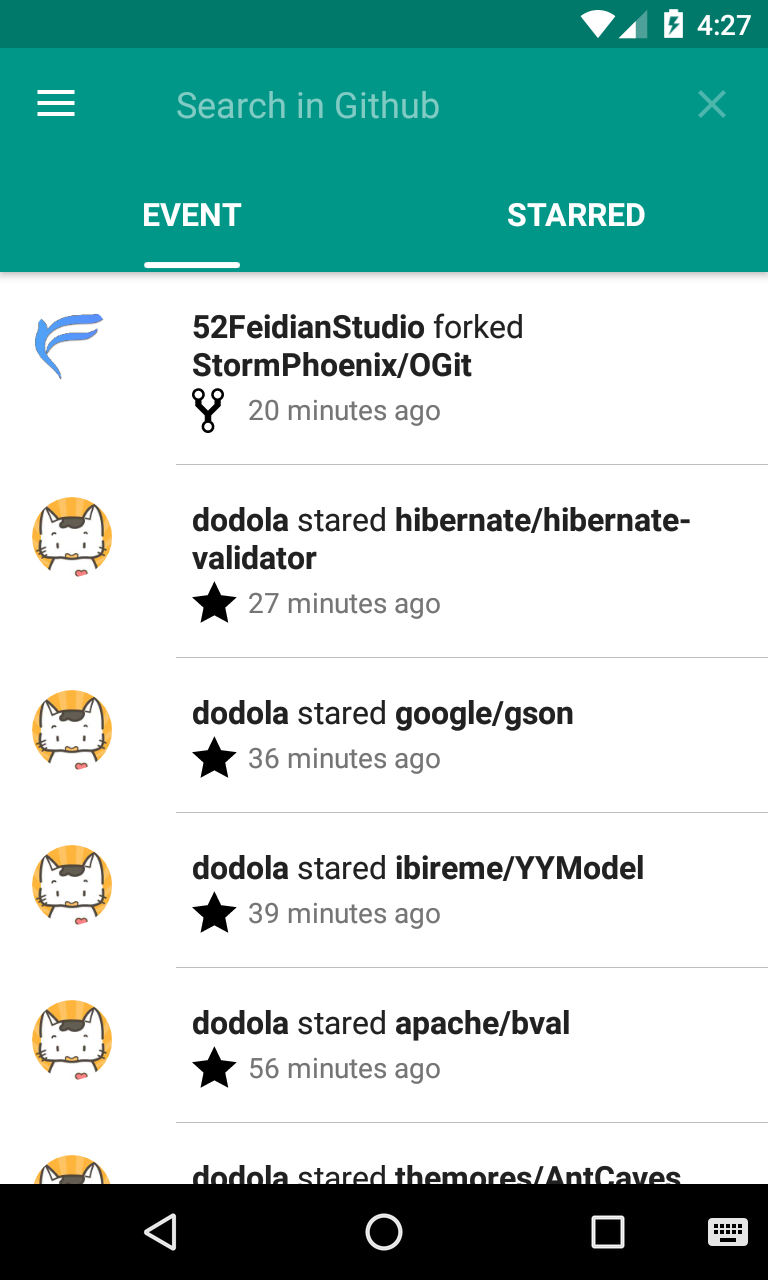 4:27
Search in Github
EVENT STARRED
52FeidianStudio forked
StormPhoenix/OGit
20 minutes ago
dodola stared hibernate/hibernate-
validator
27 minutes ago
dodola stared google/gson
36 minutes ago
dodola stared ibireme/YYModel
39 minutes ago
dodola stared apache/bval
56 minutes ago
dodola stared themores/AntCaves